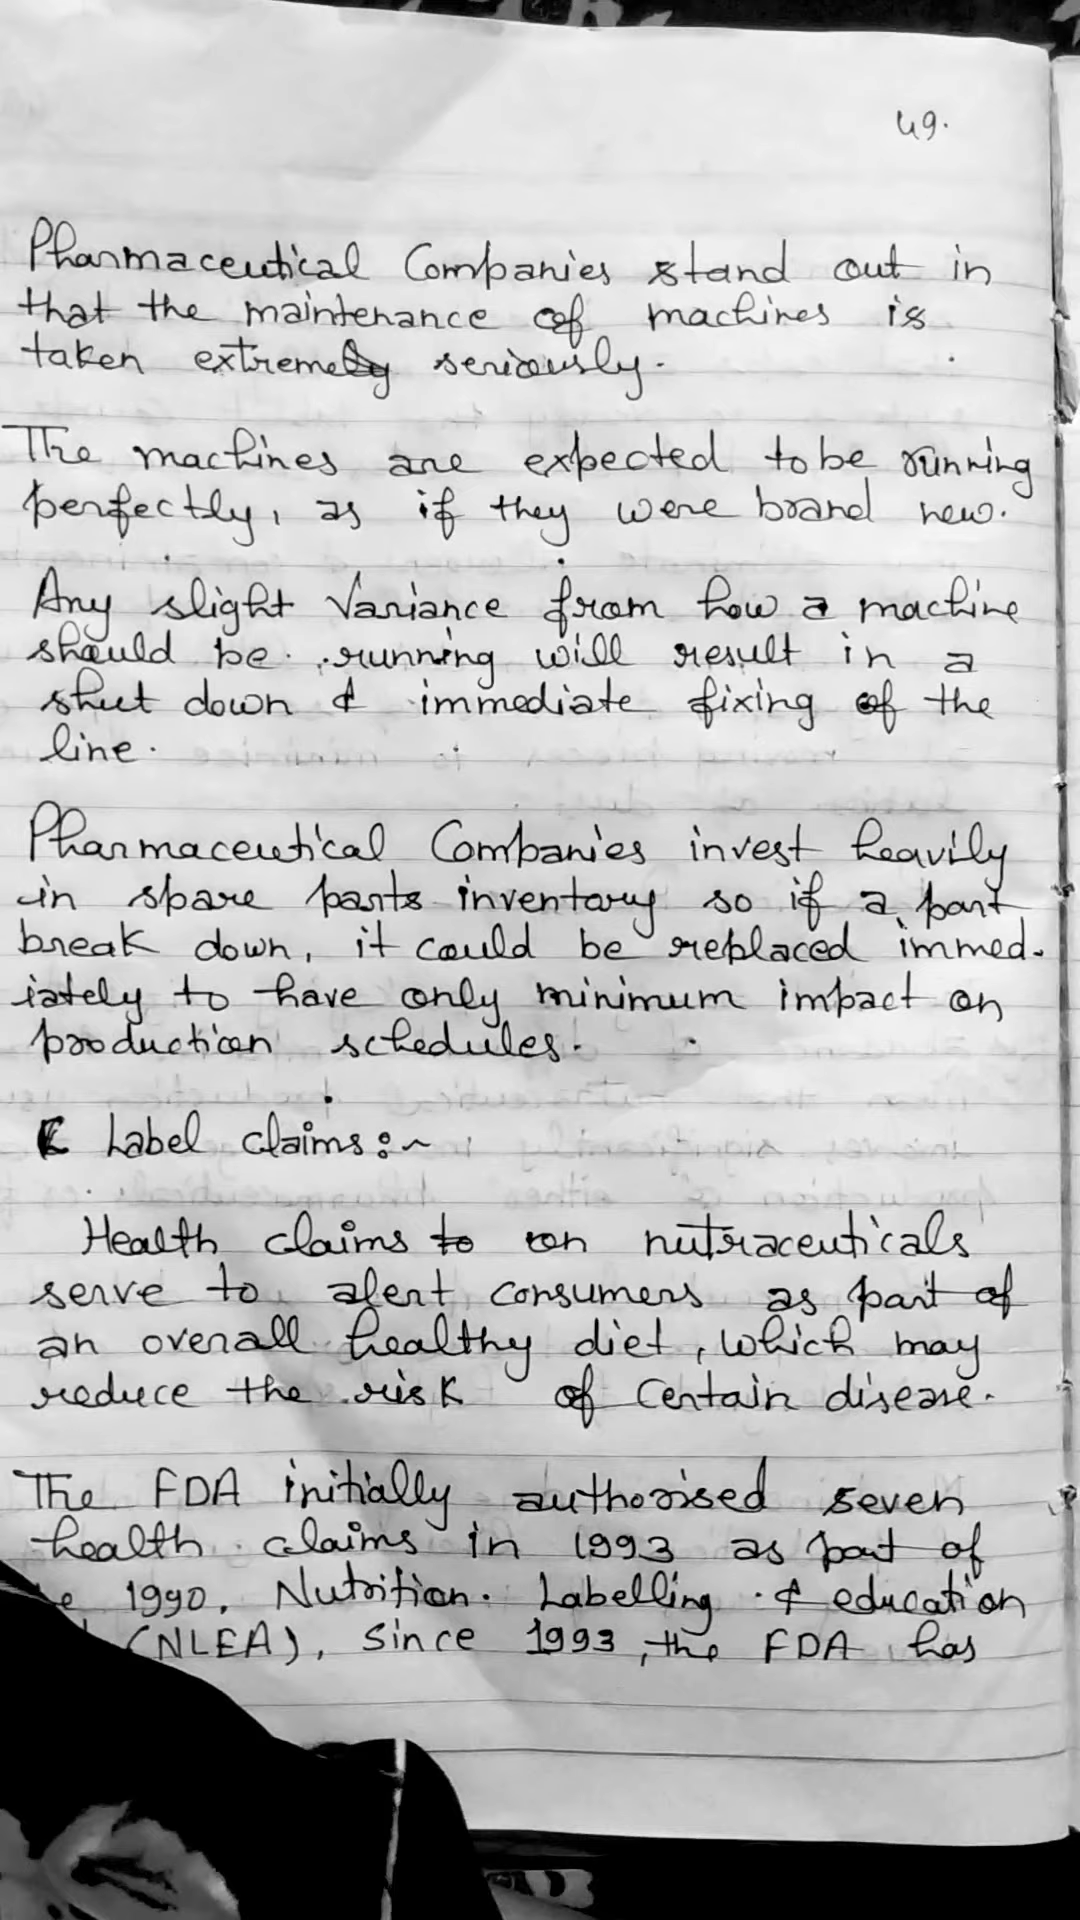 49.
Pharmaceutical Companies stand out in
that the maintenance of machines is
taken extremely seriously.
The machines are expected to be running
perfectly, as if they were brand new.
Any slight Variance from how a machine
should be running will result in a
shut down & immediate fixing of the
line.
Pharmaceutical Companies invest heavily
in spare parts inventory so if a part
break down, it could be replaced immed-
iately to have only minimum impact on
production schedules.
Label claims:~
Health claims to on nutraceuticals
serve to alert consumers as part of
an overall healthy diet, which may
reduce the risk of Certain disease.
The FDA initially authorised seven
health claims in 1993 as part of
1990. Nutrition. Labelling & education
(NLEA), Since 1993, the FDA has